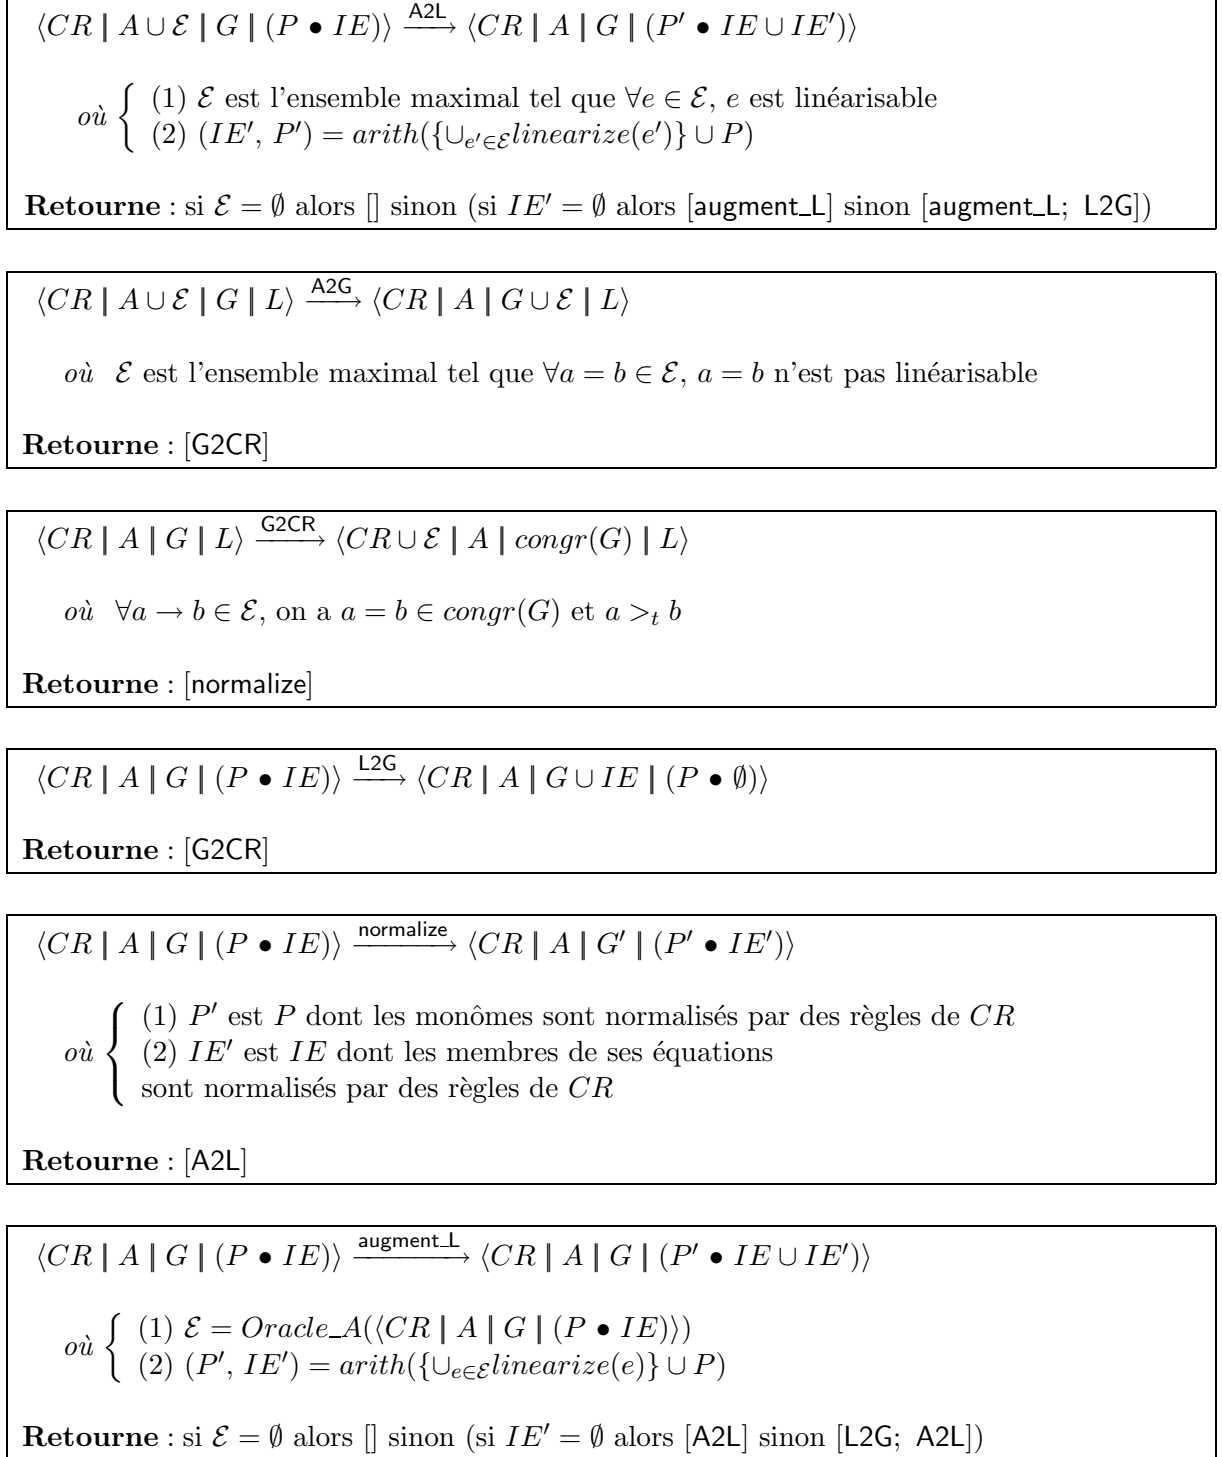 ⟨CR ‖ A ∪ ℰ ‖ G ‖ (P • IE)⟩ —A2L→ ⟨CR ‖ A ‖ G ‖ (P′ • IE ∪ IE′)⟩
où { (1) ℰ est l'ensemble maximal tel que ∀e ∈ ℰ, e est linéarisable
(2) (IE′, P′) = arith({∪e′∈ℰ linearize(e′)} ∪ P)
Retourne : si ℰ = ∅ alors [] sinon (si IE′ = ∅ alors [augment_L] sinon [augment_L; L2G])
⟨CR ‖ A ∪ ℰ ‖ G ‖ L⟩ —A2G→ ⟨CR ‖ A ‖ G ∪ ℰ ‖ L⟩
où ℰ est l'ensemble maximal tel que ∀a = b ∈ ℰ, a = b n'est pas linéarisable
Retourne : [G2CR]
⟨CR ‖ A ‖ G ‖ L⟩ —G2CR→ ⟨CR ∪ ℰ ‖ A ‖ congr(G) ‖ L⟩
où ∀a → b ∈ ℰ, on a a = b ∈ congr(G) et a >t b
Retourne : [normalize]
⟨CR ‖ A ‖ G ‖ (P • IE)⟩ —L2G→ ⟨CR ‖ A ‖ G ∪ IE ‖ (P • ∅)⟩
Retourne : [G2CR]
⟨CR ‖ A ‖ G ‖ (P • IE)⟩ —normalize→ ⟨CR ‖ A ‖ G′ ‖ (P′ • IE′)⟩
où { (1) P′ est P dont les monômes sont normalisés par des règles de CR
(2) IE′ est IE dont les membres de ses équations
sont normalisés par des règles de CR
Retourne : [A2L]
⟨CR ‖ A ‖ G ‖ (P • IE)⟩ —augment_L→ ⟨CR ‖ A ‖ G ‖ (P′ • IE ∪ IE′)⟩
où { (1) ℰ = Oracle_A(⟨CR ‖ A ‖ G ‖ (P • IE)⟩)
(2) (P′, IE′) = arith({∪e∈ℰ linearize(e)} ∪ P)
Retourne : si ℰ = ∅ alors [] sinon (si IE′ = ∅ alors [A2L] sinon [L2G; A2L])